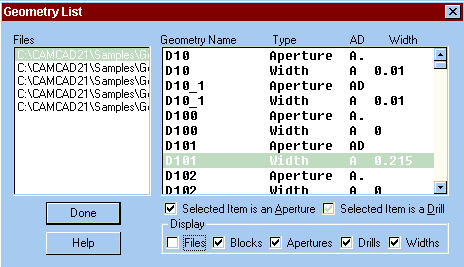 Geometry List
Files
Geometry Name Type AD Width
C:\CAMCAD21\Samples\Ge
C:\CAMCAD21\Samples\Ge
C:\CAMCAD21\Samples\Ge
C:\CAMCAD21\Samples\Ge
C:\CAMCAD21\Samples\Ge
D10 Aperture A.
D10 Width A 0.01
D10_1 Aperture AD
D10_1 Width A 0.01
D100 Aperture A.
D100 Width A 0
D101 Aperture AD
D101 Width A 0.215
D102 Aperture A.
D102 Width A 0
Done
Help
Selected Item is an Aperture
Selected Item is a Drill
Display
Files Blocks Apertures Drills Widths